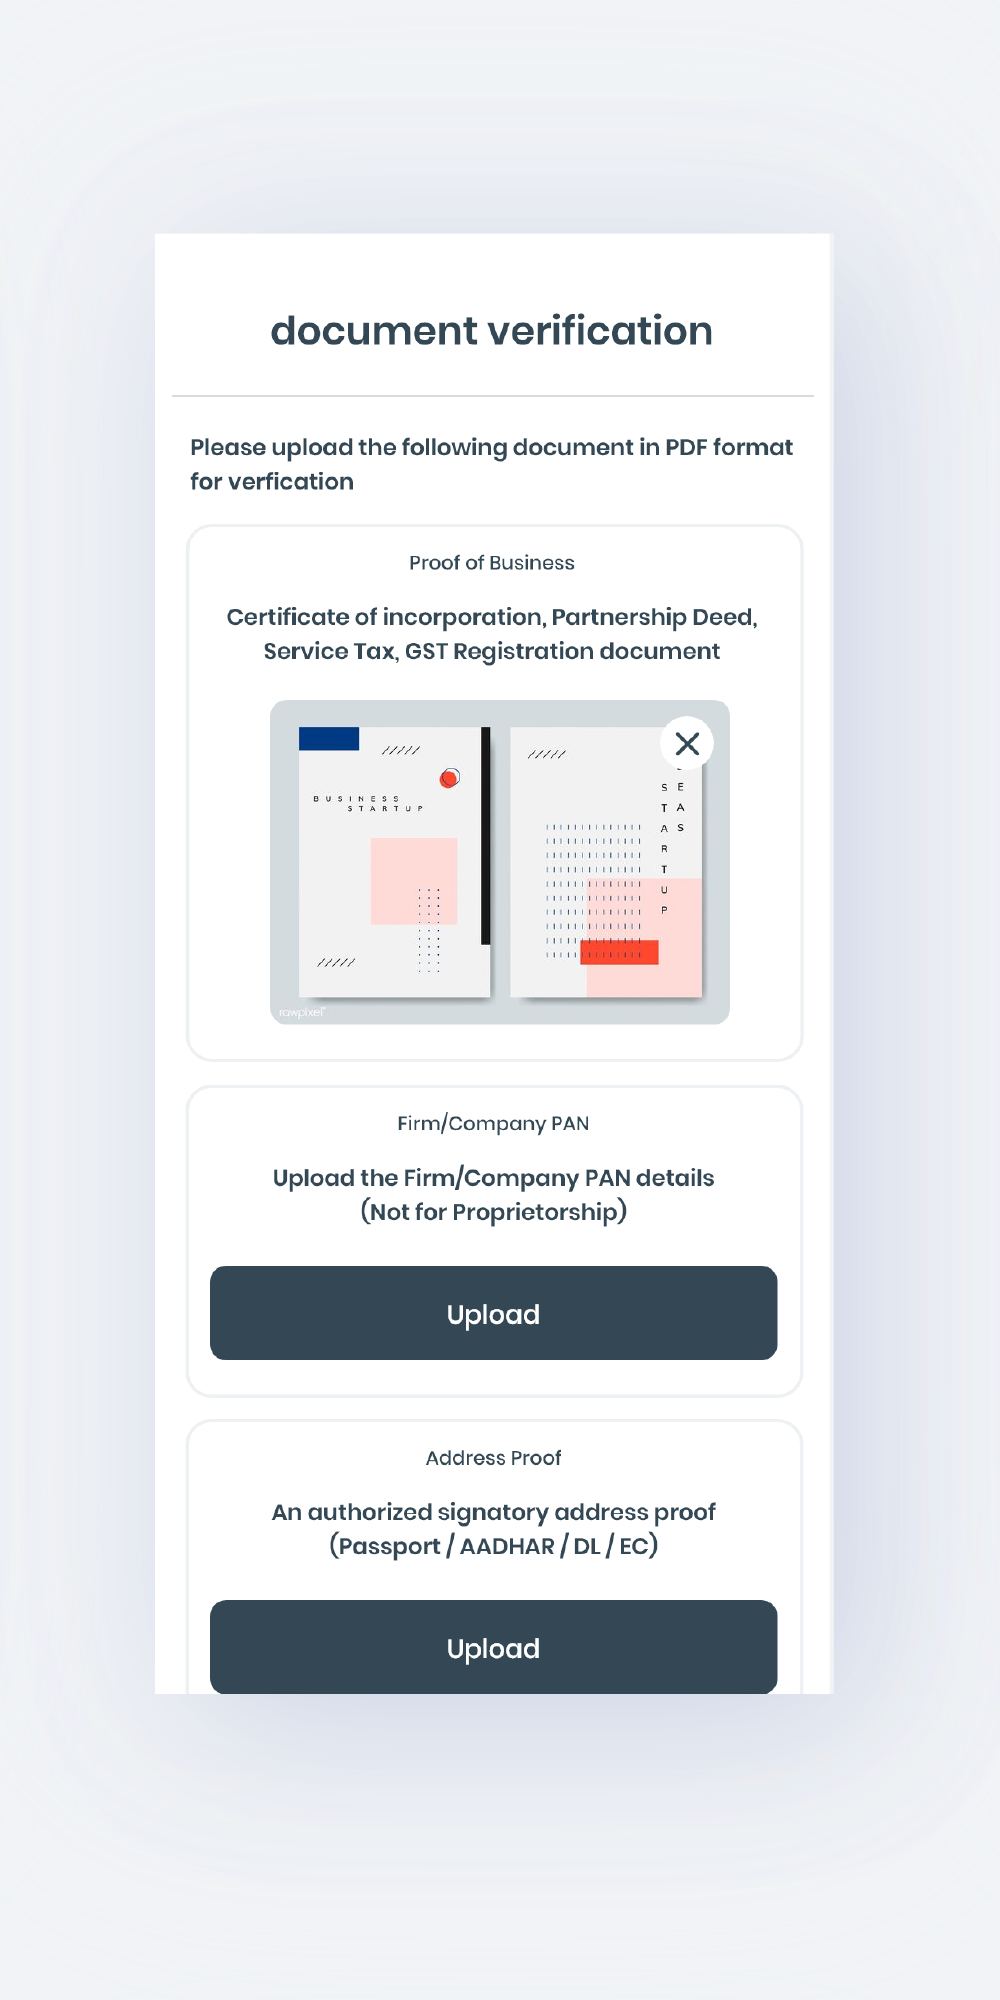 document verification
Please upload the following document in PDF format
for verfication
Proof of Business
Certificate of incorporation, Partnership Deed,
Service Tax, GST Registration document
BUSINESS
STARTUP
STARTUP
EAS
rawpixel
Firm/Company PAN
Upload the Firm/Company PAN details
(Not for Proprietorship)
Upload
Address Proof
An authorized signatory address proof
(Passport / AADHAR / DL / EC)
Upload